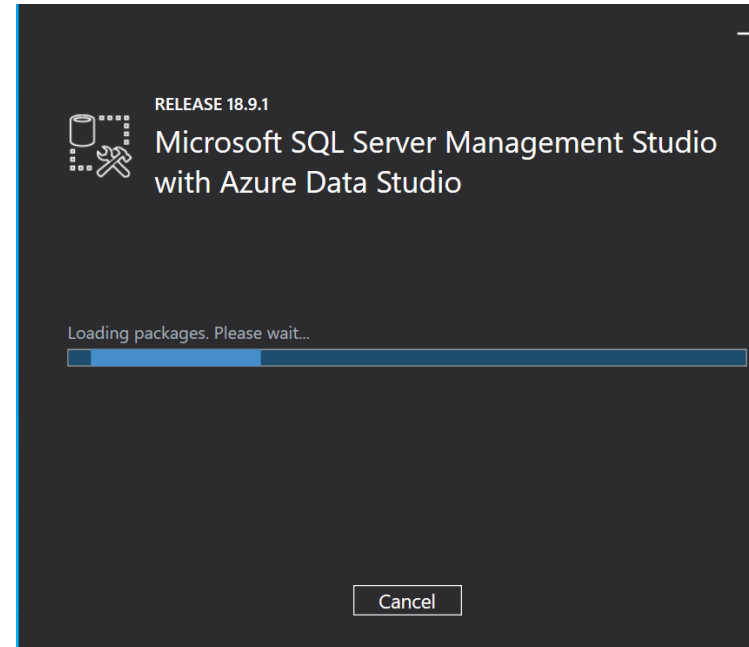 RELEASE 18.9.1
Microsoft SQL Server Management Studio
with Azure Data Studio
Loading packages. Please wait...
Cancel